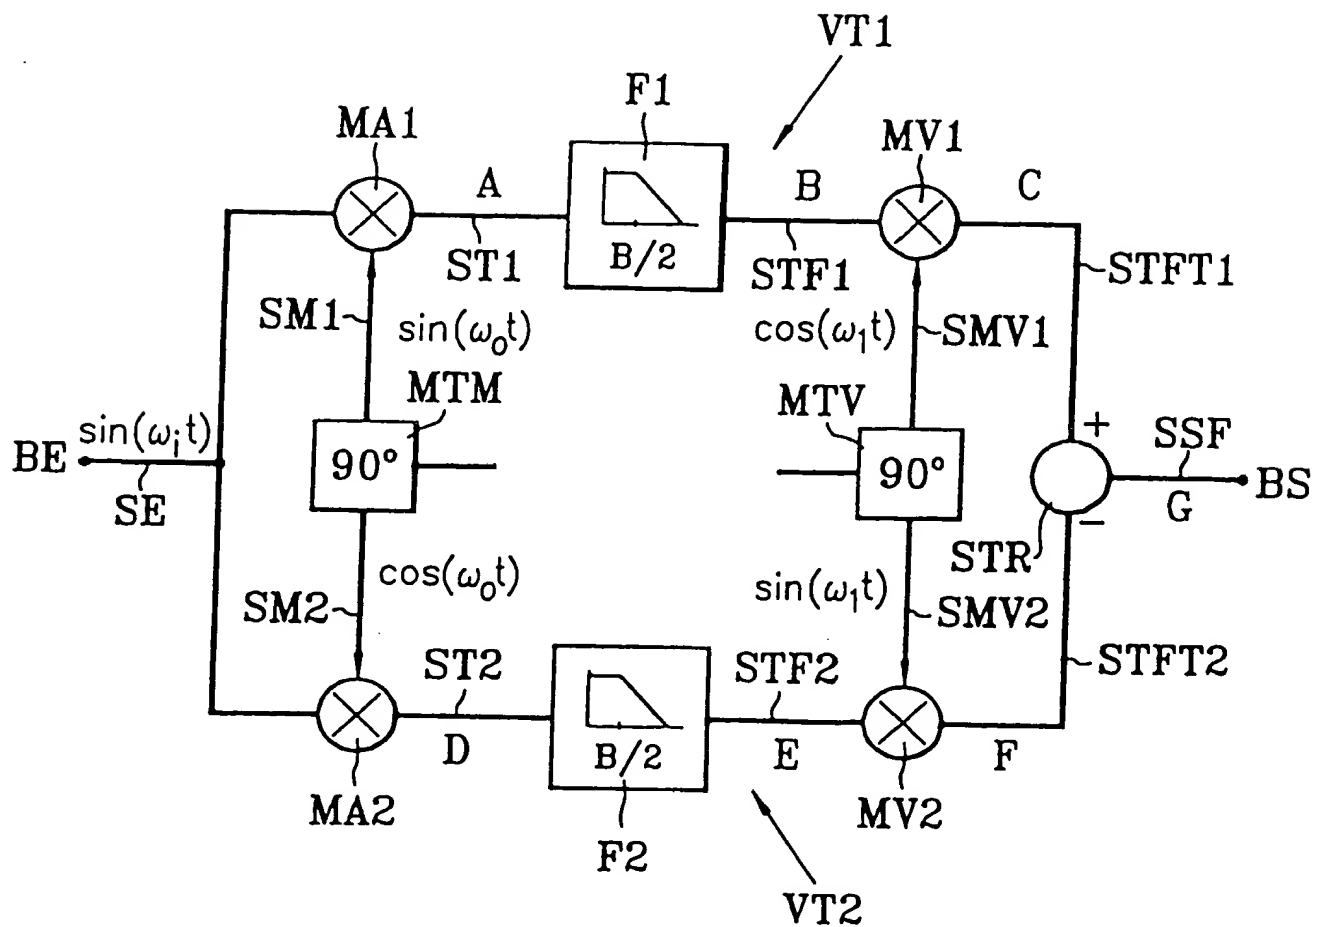 VT1
F1
MA1
MV1
A
B
C
B/2
ST1
STF1
STFT1
SM1
sin(ω₀t)
cos(ω₁t)
SMV1
MTM
MTV
+
SSF
BE
sin(ωᵢt)
90°
90°
BS
SE
G
−
STR
cos(ω₀t)
sin(ω₁t)
SM2
SMV2
ST2
STF2
STFT2
D
B/2
E
F
MA2
MV2
F2
VT2